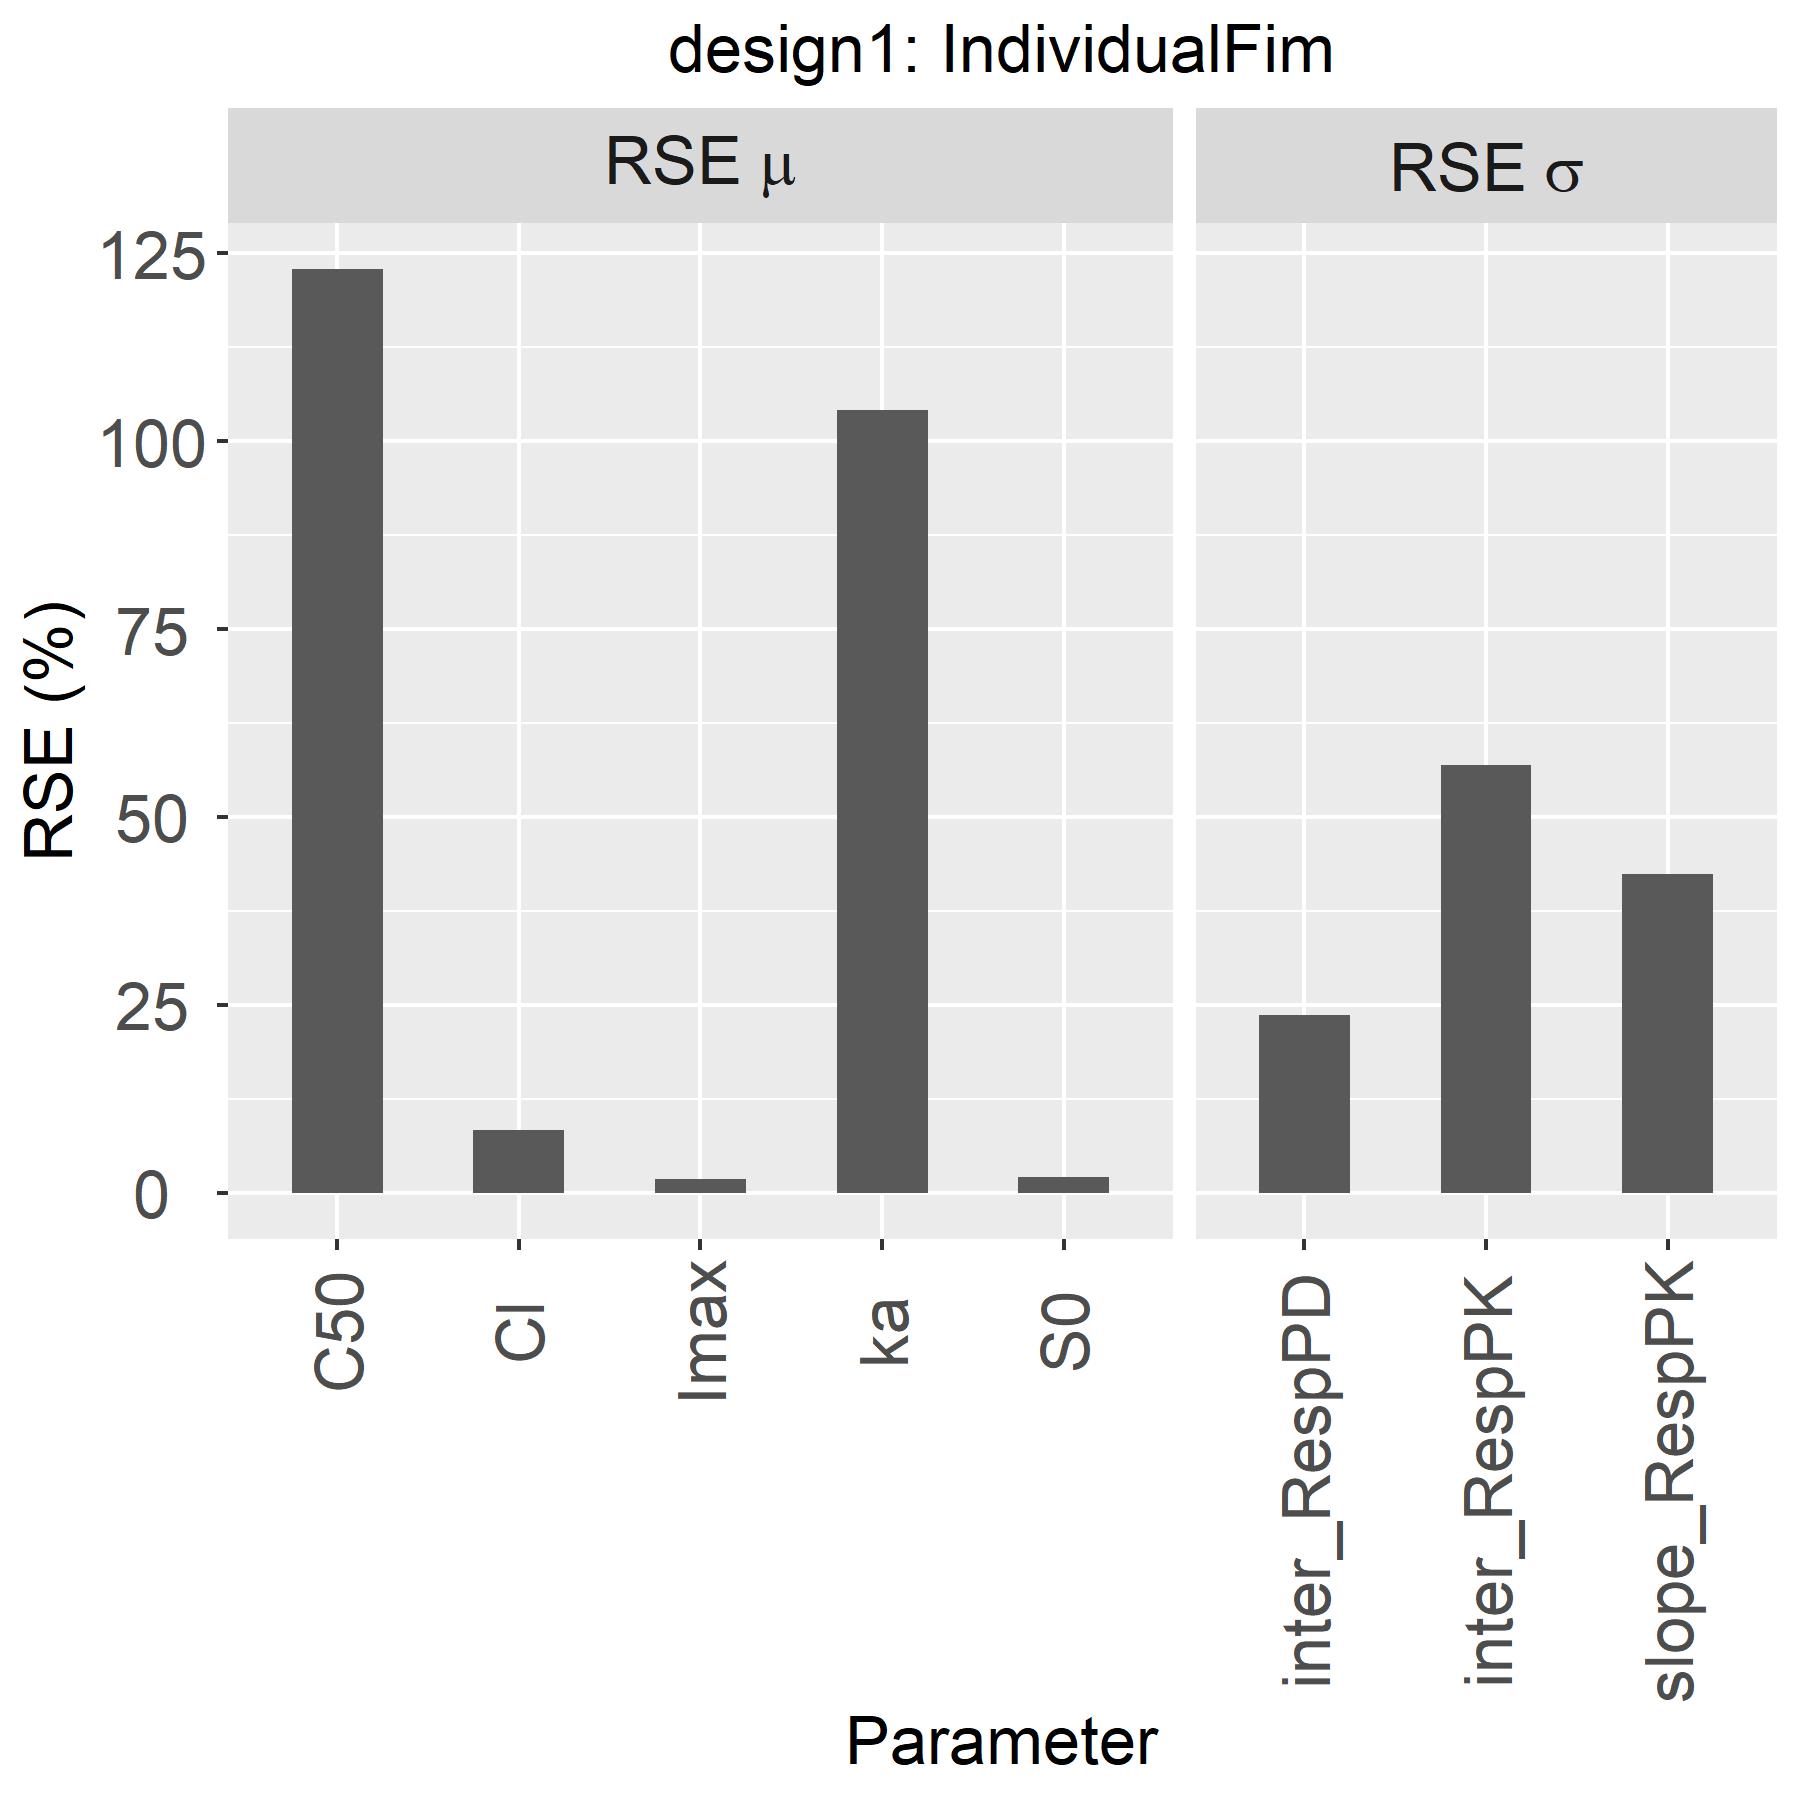 design1: IndividualFim
RSE μ
RSE σ
125
100
75
50
25
0
RSE (%)
C50
Cl
Imax
ka
S0
inter_RespPD
inter_RespPK
slope_RespPK
Parameter